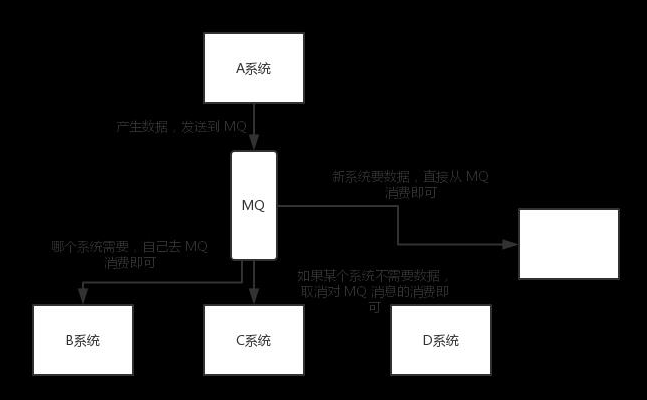 A系统
产生数据，发送到 MQ
新系统要数据，直接从 MQ
消费即可
MQ
哪个系统需要，自己去 MQ
消费即可
如果某个系统不需要数据，
取消对 MQ 消息的消费即
可
B系统
C系统
D系统